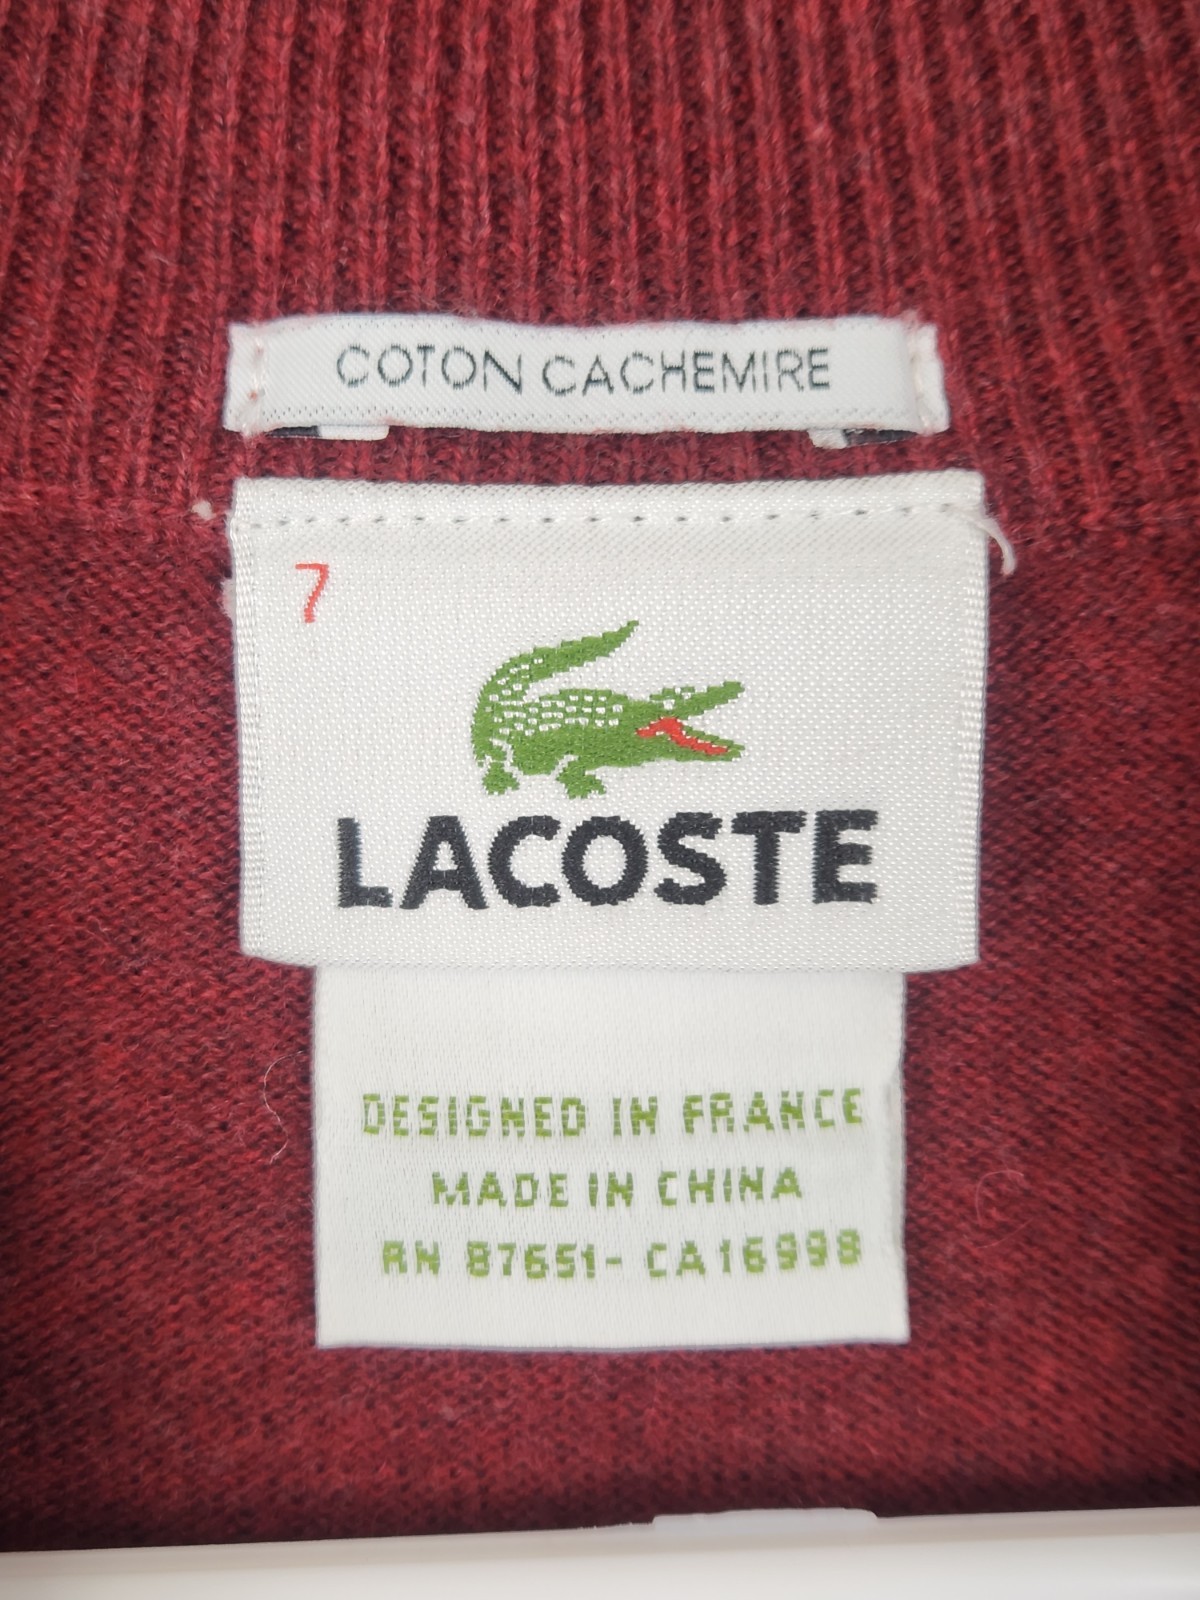 COTON CACHEMIRE
7
LACOSTE
DESIGNED IN FRANCE
MADE IN CHINA
RN 87651- CA16998